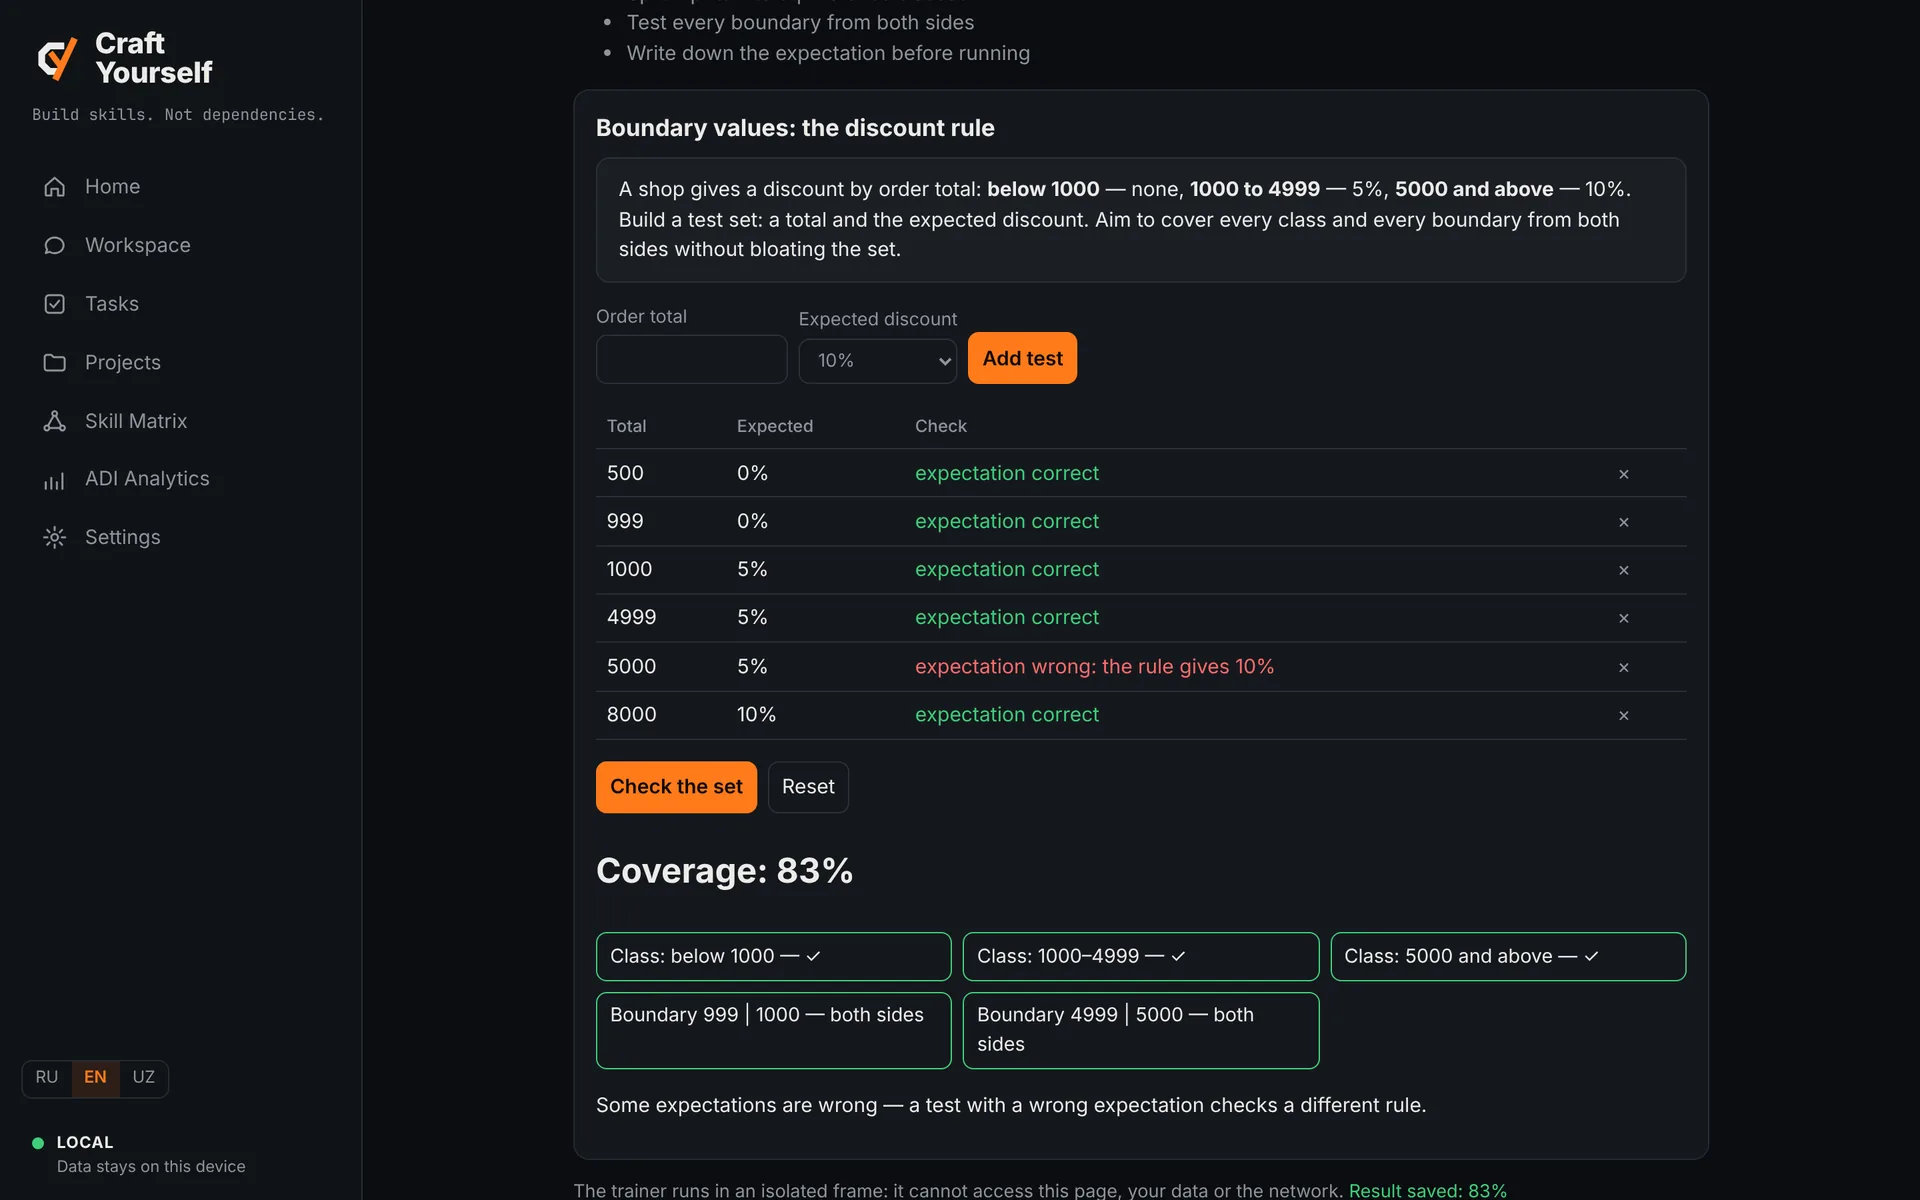 Craft
Yourself
Build skills. Not dependencies.
Home
Workspace
Tasks
Projects
Skill Matrix
ADI Analytics
Settings
RU EN UZ
LOCAL
Data stays on this device
• Test every boundary from both sides
• Write down the expectation before running
Boundary values: the discount rule
A shop gives a discount by order total: below 1000 — none, 1000 to 4999 — 5%, 5000 and above — 10%.
Build a test set: a total and the expected discount. Aim to cover every class and every boundary from both
sides without bloating the set.
Order total
Expected discount
10%
Add test
Total Expected Check
500 0% expectation correct ×
999 0% expectation correct ×
1000 5% expectation correct ×
4999 5% expectation correct ×
5000 5% expectation wrong: the rule gives 10% ×
8000 10% expectation correct ×
Check the set
Reset
Coverage: 83%
Class: below 1000 — ✓
Class: 1000–4999 — ✓
Class: 5000 and above — ✓
Boundary 999 | 1000 — both sides
Boundary 4999 | 5000 — both
sides
Some expectations are wrong — a test with a wrong expectation checks a different rule.
The trainer runs in an isolated frame: it cannot access this page, your data or the network. Result saved: 83%